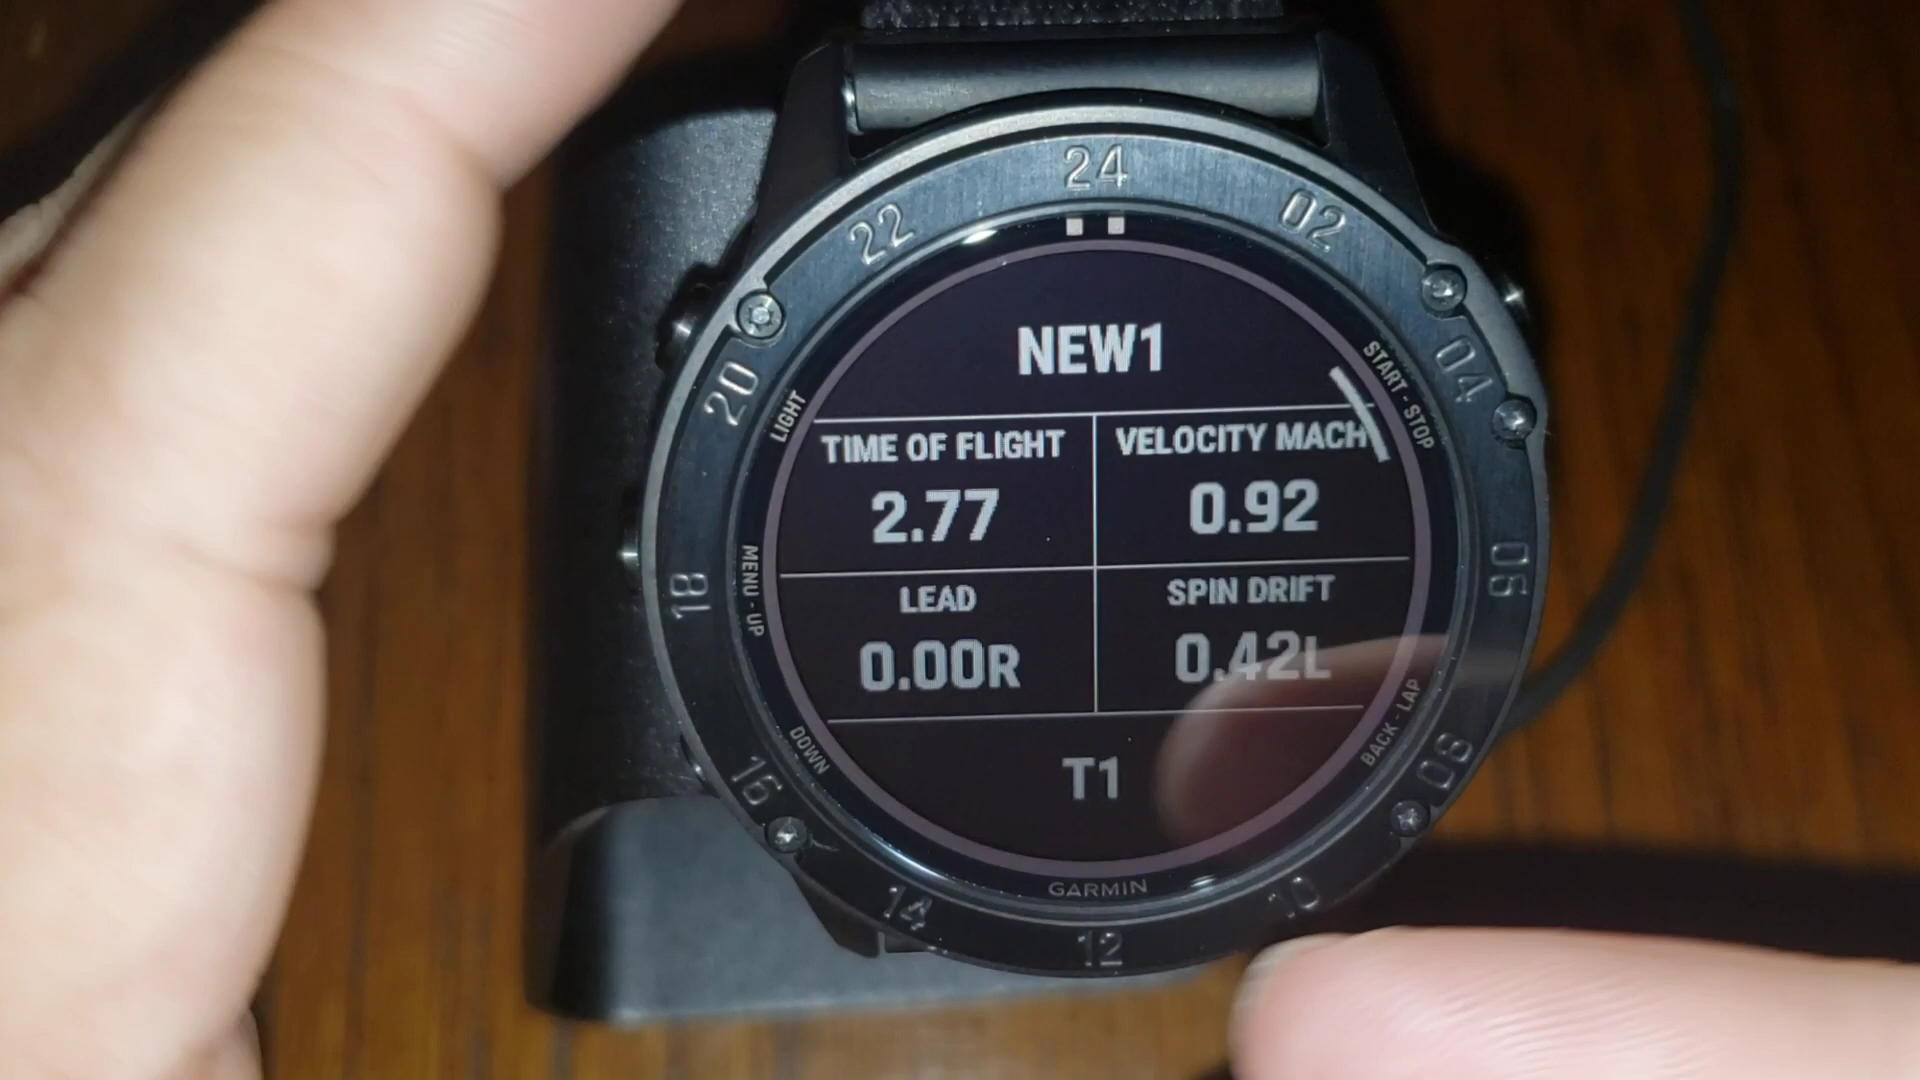 24
22
02
20
04
LIGHT
START - STOP
NEW1
TIME OF FLIGHT
VELOCITY MACH
2.77
0.92
18
MENU - UP
06
LEAD
SPIN DRIFT
0.00R
0.42L
DOWN
BACK - LAP
16
T1
08
GARMIN
14
10
12